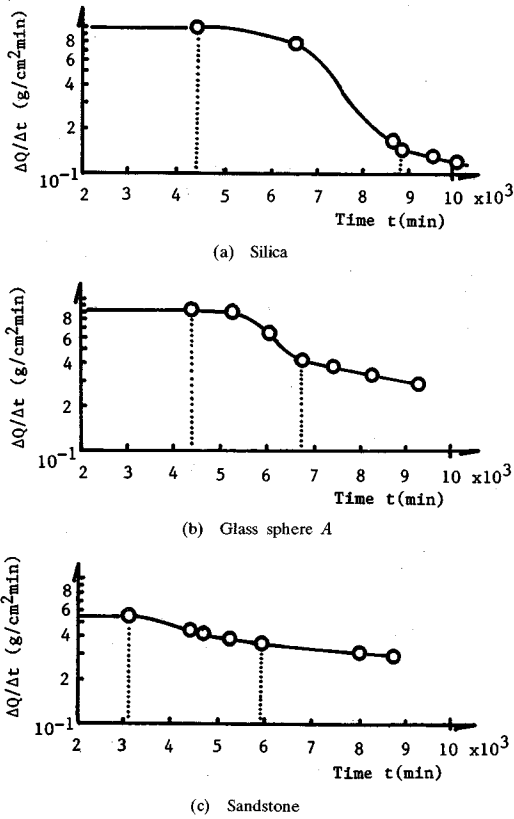 ΔQ/Δt (g/cm²min)
8
6
4
2
10⁻¹
2 3 4 5 6 7 8 9 10 x10³
Time t(min)
(a) Silica
ΔQ/Δt (g/cm²min)
8
6
4
2
10⁻¹
2 3 4 5 6 7 8 9 10 x10³
Time t(min)
(b) Glass sphere A
ΔQ/Δt (g/cm²min)
8
6
4
2
10⁻¹
2 3 4 5 6 7 8 9 10 x10³
Time t(min)
(c) Sandstone